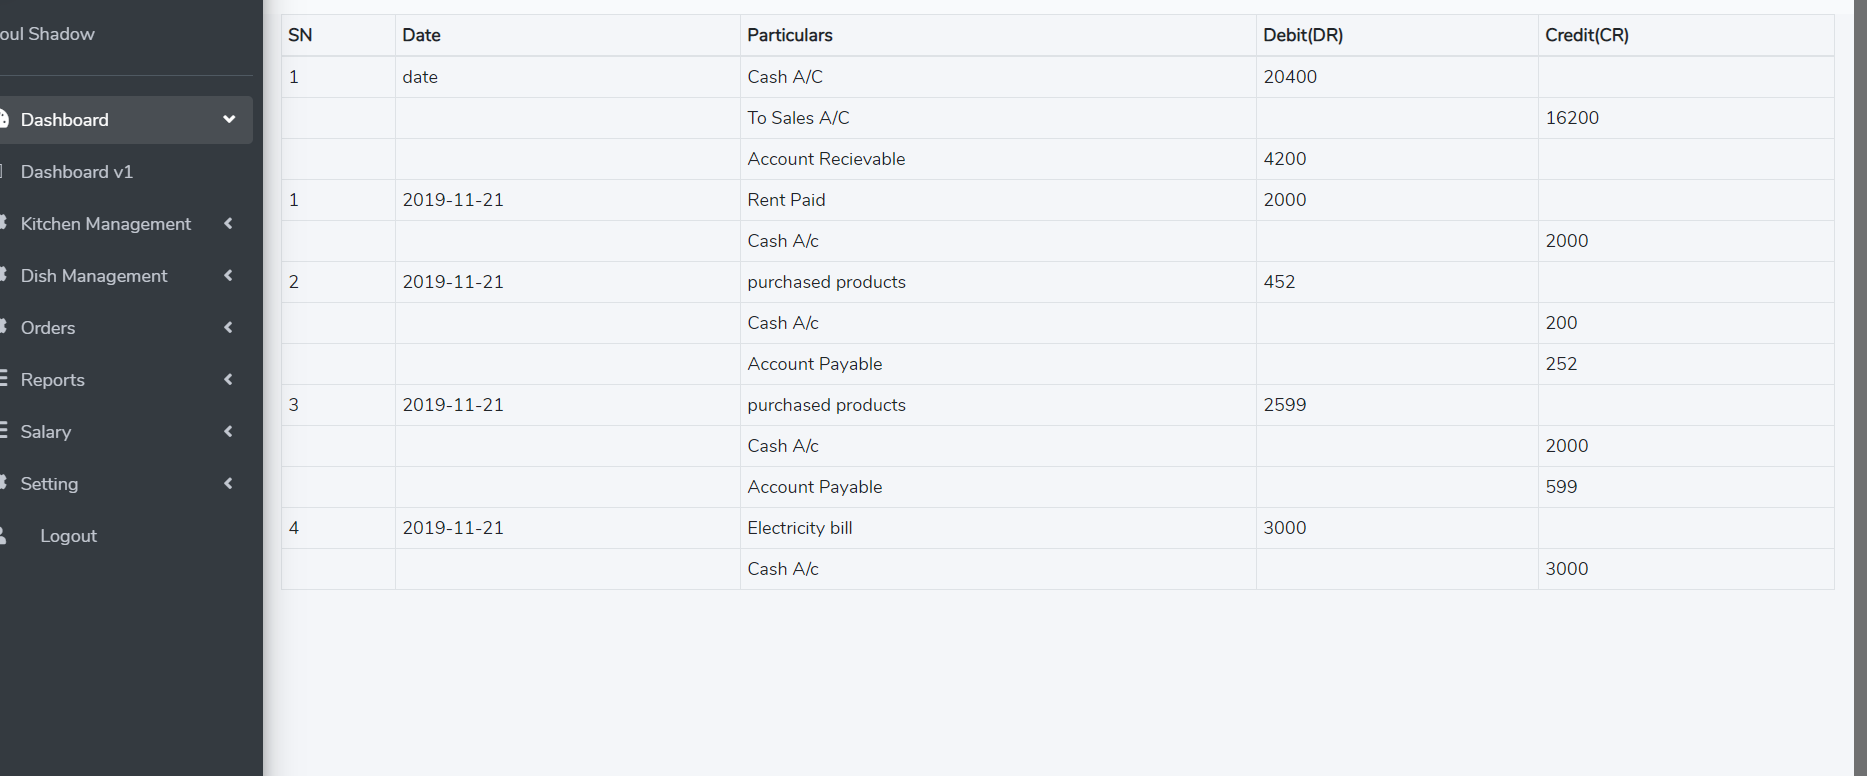 oul Shadow
Dashboard
Dashboard v1
Kitchen Management
Dish Management
Orders
Reports
Salary
Setting
Logout
SN Date Particulars Debit(DR) Credit(CR)
1 date Cash A/C 20400
To Sales A/C 16200
Account Recievable 4200
1 2019-11-21 Rent Paid 2000
Cash A/c 2000
2 2019-11-21 purchased products 452
Cash A/c 200
Account Payable 252
3 2019-11-21 purchased products 2599
Cash A/c 2000
Account Payable 599
4 2019-11-21 Electricity bill 3000
Cash A/c 3000